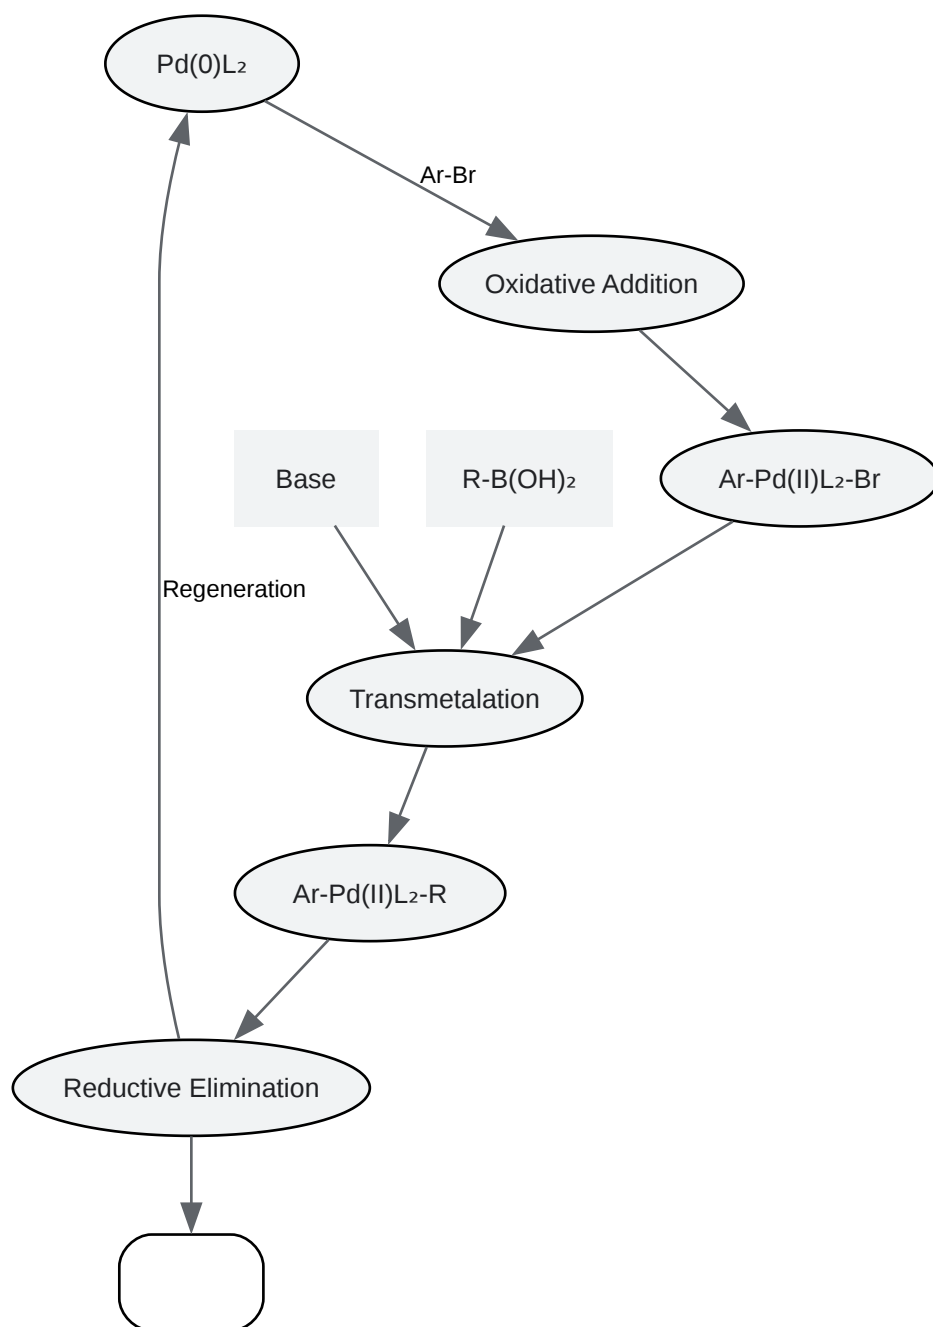 Pd(0)L₂
Ar-Br
Oxidative Addition
Base
R-B(OH)₂
Ar-Pd(II)L₂-Br
Regeneration
Transmetalation
Ar-Pd(II)L₂-R
Reductive Elimination